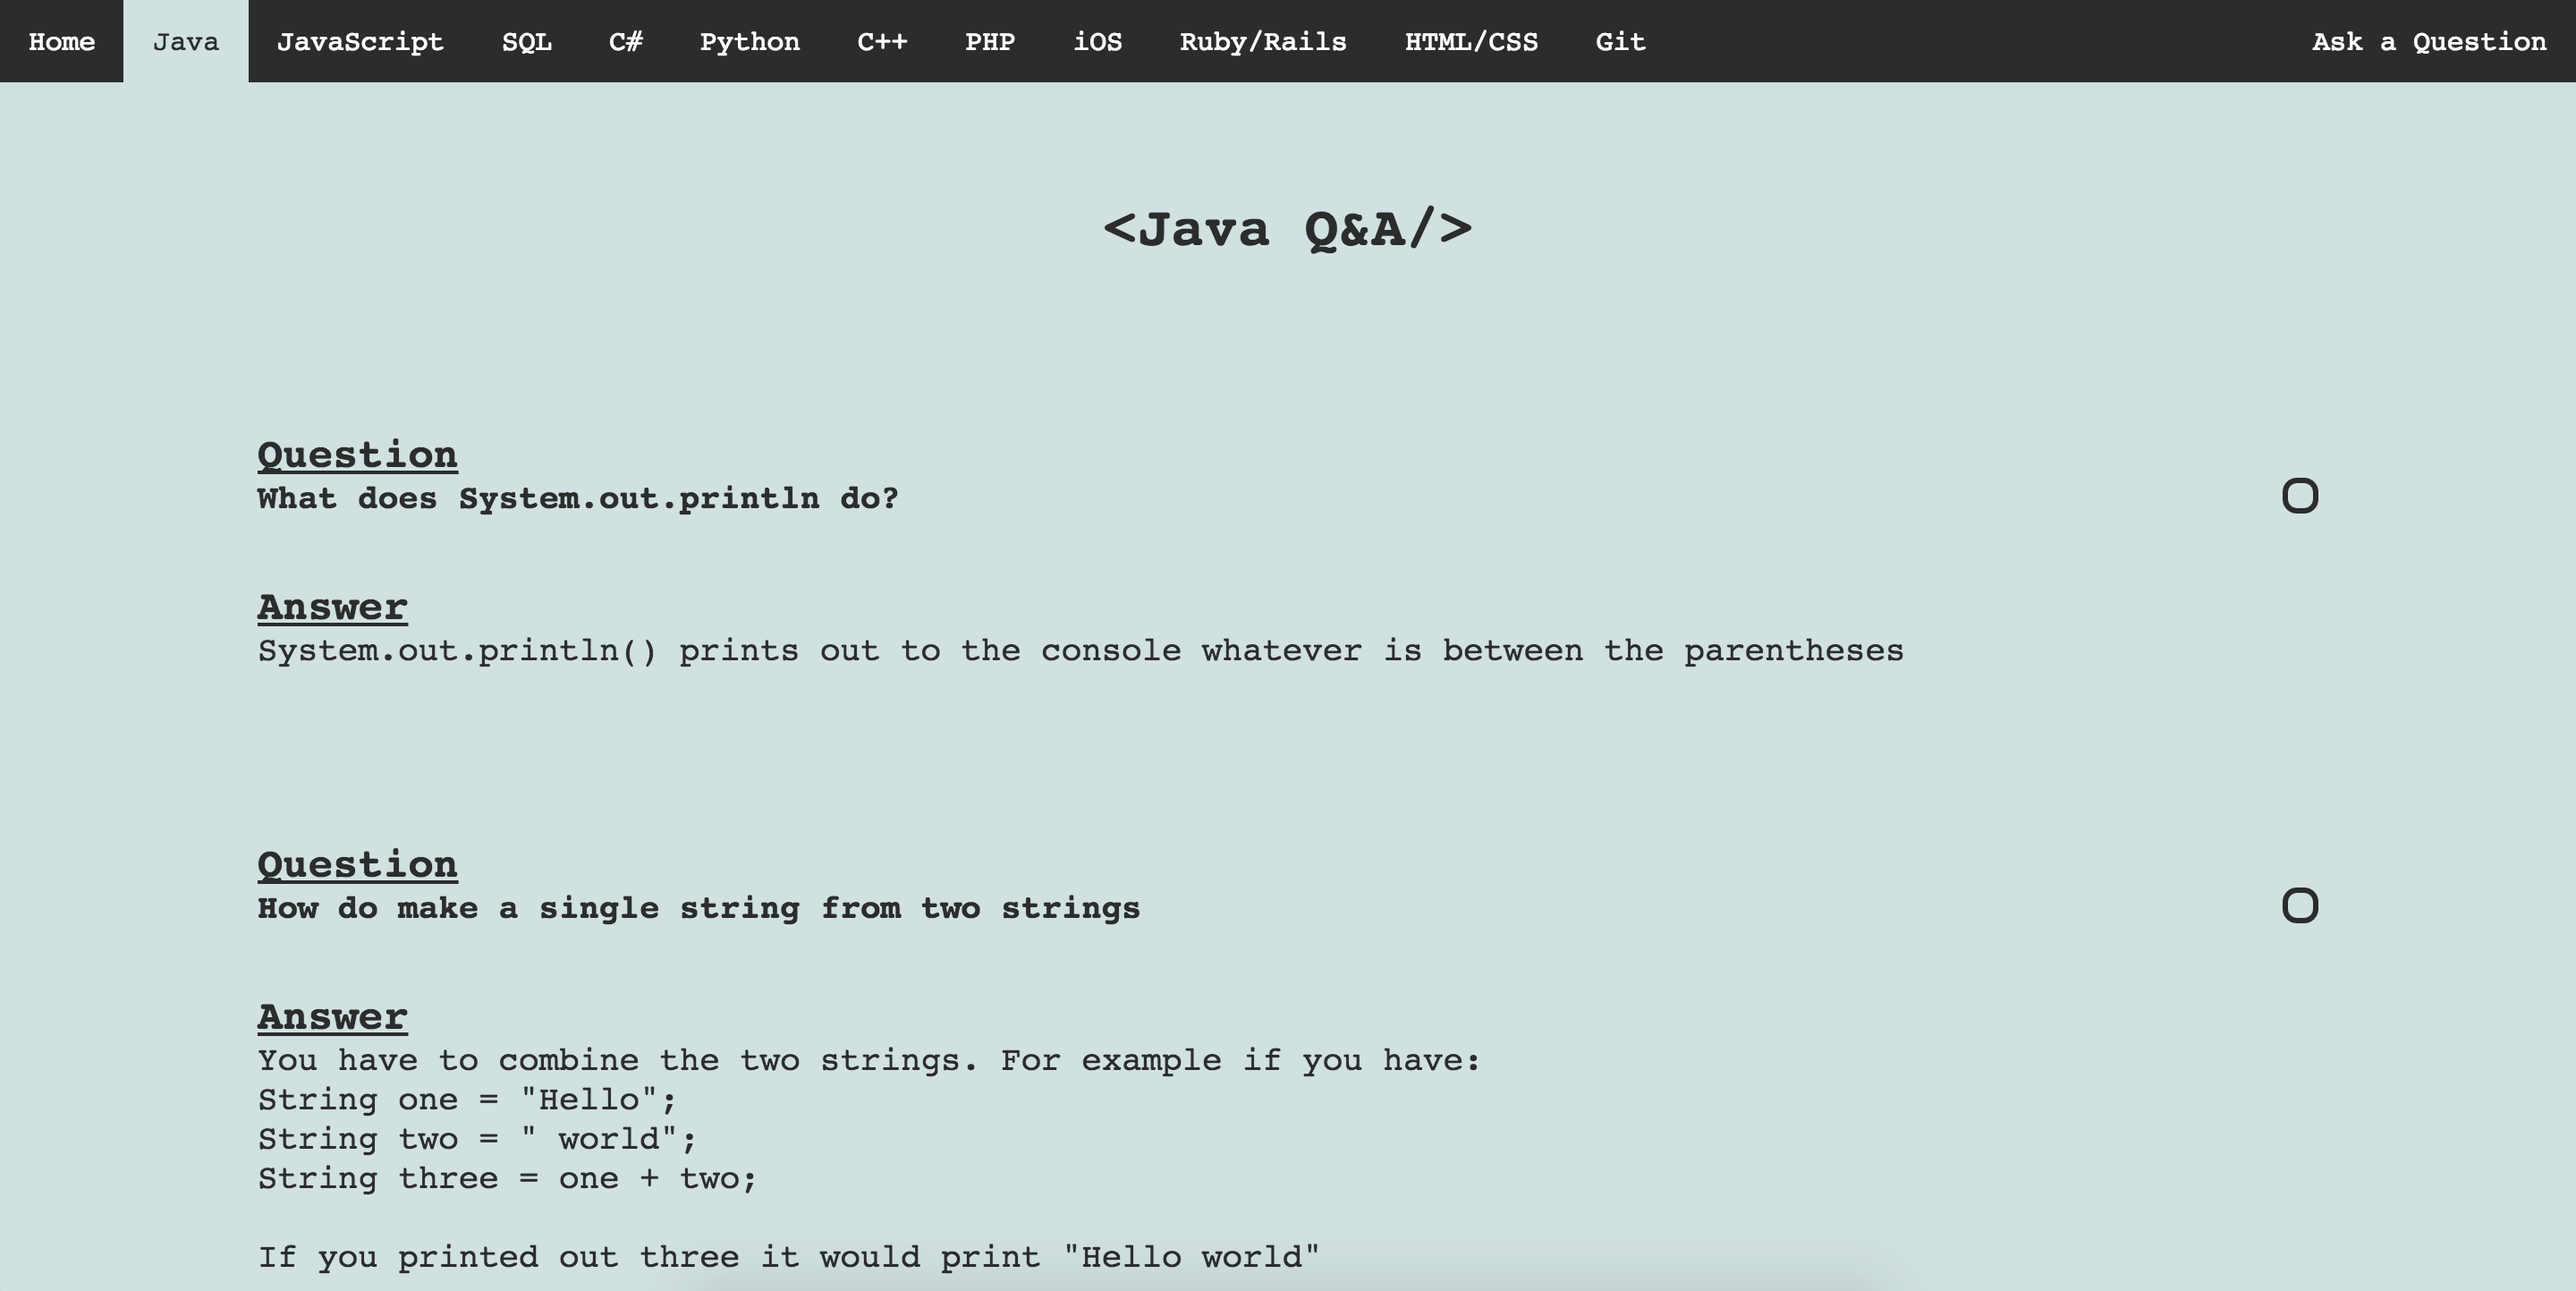 Home Java JavaScript SQL C# Python C++ PHP iOS Ruby/Rails HTML/CSS Git Ask a Question
<Java Q&A/>
Question
What does System.out.println do?
Answer
System.out.println() prints out to the console whatever is between the parentheses
Question
How do make a single string from two strings
Answer
You have to combine the two strings. For example if you have:
String one = "Hello";
String two = " world";
String three = one + two;
If you printed out three it would print "Hello world"